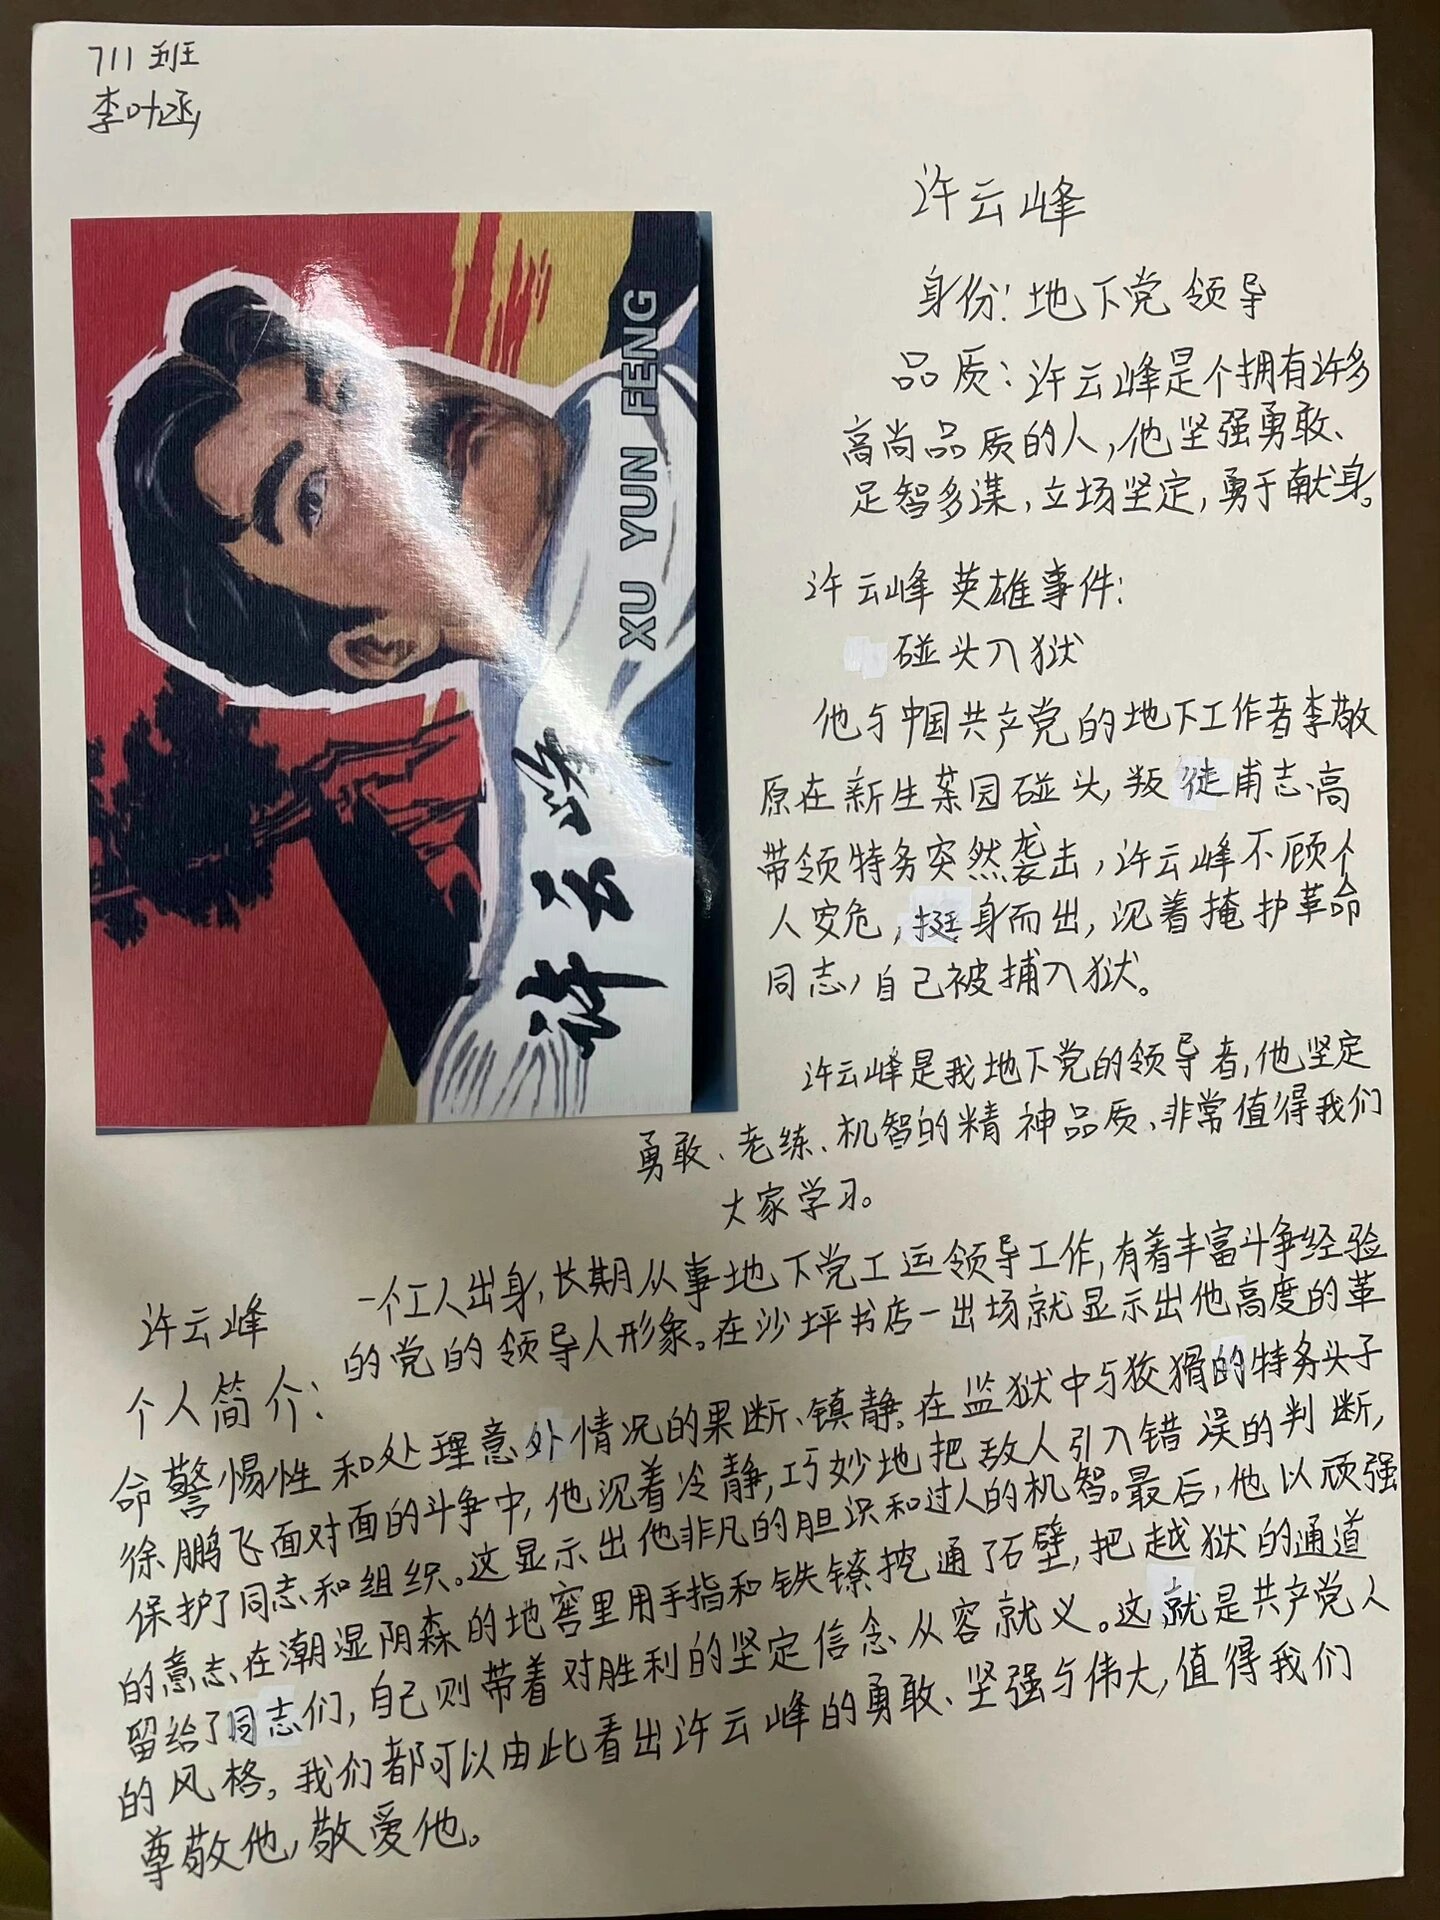 711班
李叶涵
许云峰
身份:地下党领导
品质:许云峰是个拥有许多
高尚品质的人,他坚强勇敢、
足智多谋,立场坚定,勇于献身。
XU YUN FENG
许云峰
许云峰英雄事件:
碰头入狱
他与中国共产党的地下工作者李敬
原在新生菜园碰头,叛徒甫志高
带领特务突然袭击,许云峰不顾个
人安危,挺身而出,沉着掩护革命
同志,自己被捕入狱。
许云峰是我地下党的领导者,他坚定
勇敢、老练、机智的精神品质、非常值得我们
大家学习。
许云峰
个人简介:
一个工人出身,长期从事地下党工运领导工作,有着丰富斗争经验
的党的领导人形象。在沙坪书店一出场就显示出他高度的革
命警惕性和处理意外情况的果断、镇静。在监狱中与狡猾的特务头子
徐鹏飞面对面的斗争中,他沉着冷静,巧妙地把敌人引入错误的判断,
保护了同志和组织。这显示出他非凡的胆识和过人的机智。最后,他以顽强
的意志、在潮湿阴森的地窖里用手指和铁镣挖通了石壁,把越狱的通道
留给了同志们,自己则带着对胜利的坚定信念从容就义。这就是共产党人
的风格。我们都可以由此看出许云峰的勇敢、坚强与伟大,值得我们
尊敬他,敬爱他。